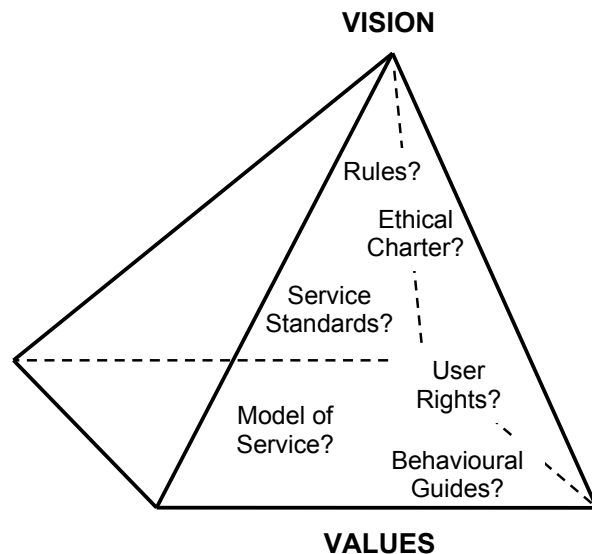 VISION
Rules?
Ethical
Charter?
Service
Standards?
User
Rights?
Model of
Service?
Behavioural
Guides?
VALUES